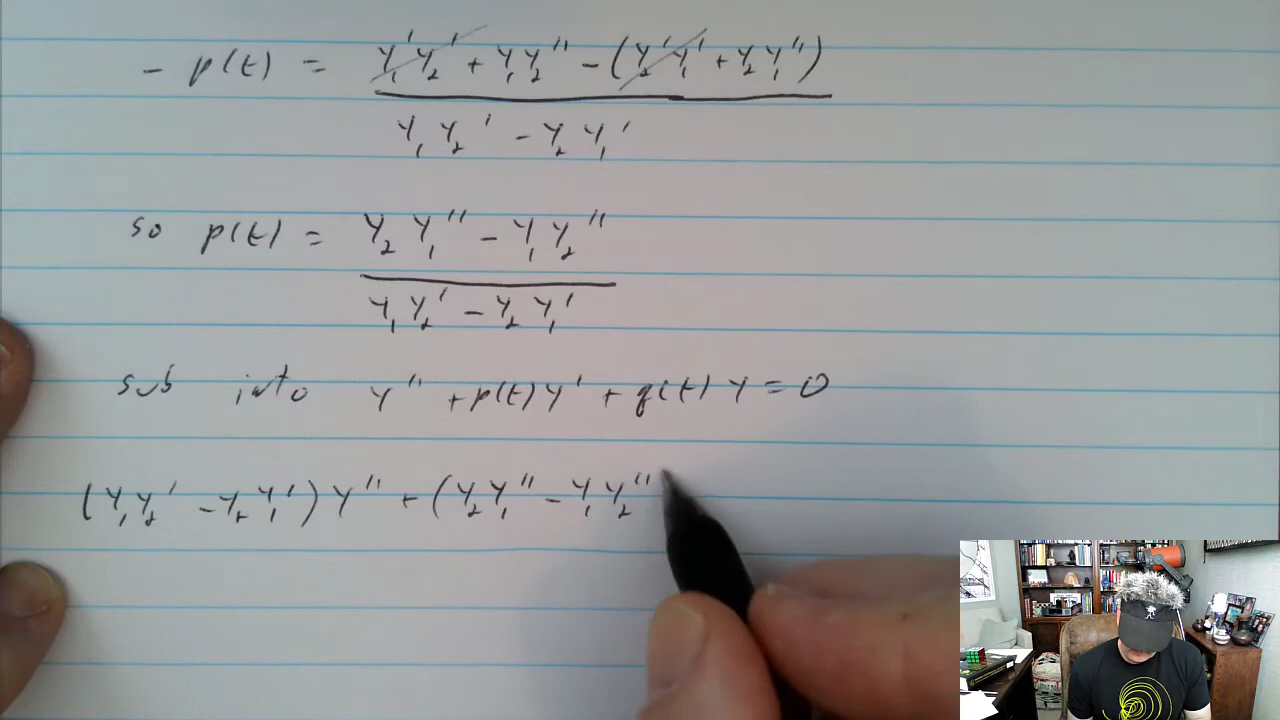 - p(t) = y₁'y₂' + y₁y₂'' - (y₂'y₁' + y₂y₁'')
y₁y₂' - y₂y₁'
so p(t) = y₂y₁'' - y₁y₂''
y₁y₂' - y₂y₁'
sub into y'' + p(t)y' + q(t)y = 0
(y₁y₂' - y₂y₁')y'' + (y₂y₁'' - y₁y₂''